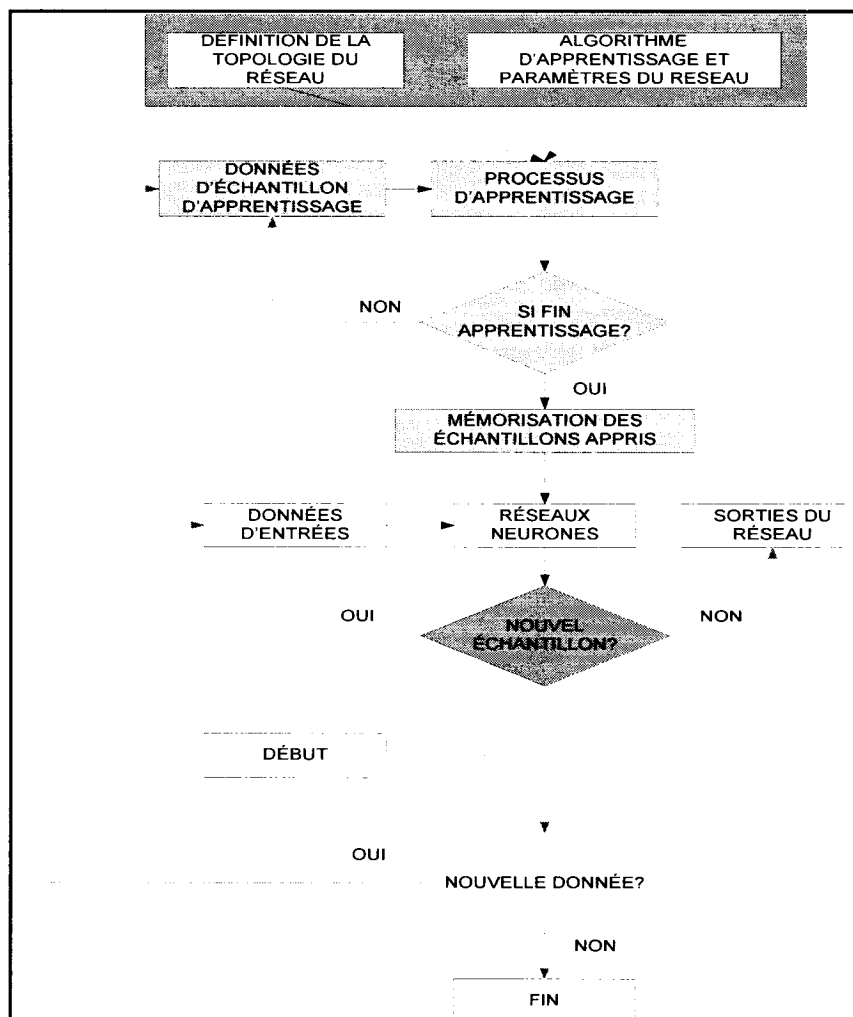 DÉFINITION DE LA
TOPOLOGIE DU
RÉSEAU
ALGORITHME
D'APPRENTISSAGE ET
PARAMÈTRES DU RESEAU
DONNÉES
D'ÉCHANTILLON
D'APPRENTISSAGE
PROCESSUS
D'APPRENTISSAGE
NON
SI FIN
APPRENTISSAGE?
OUI
MÉMORISATION DES
ÉCHANTILLONS APPRIS
DONNÉES
D'ENTRÉES
RÉSEAUX
NEURONES
SORTIES DU
RÉSEAU
OUI
NOUVEL
ÉCHANTILLON?
NON
DÉBUT
OUI
NOUVELLE DONNÉE?
NON
FIN